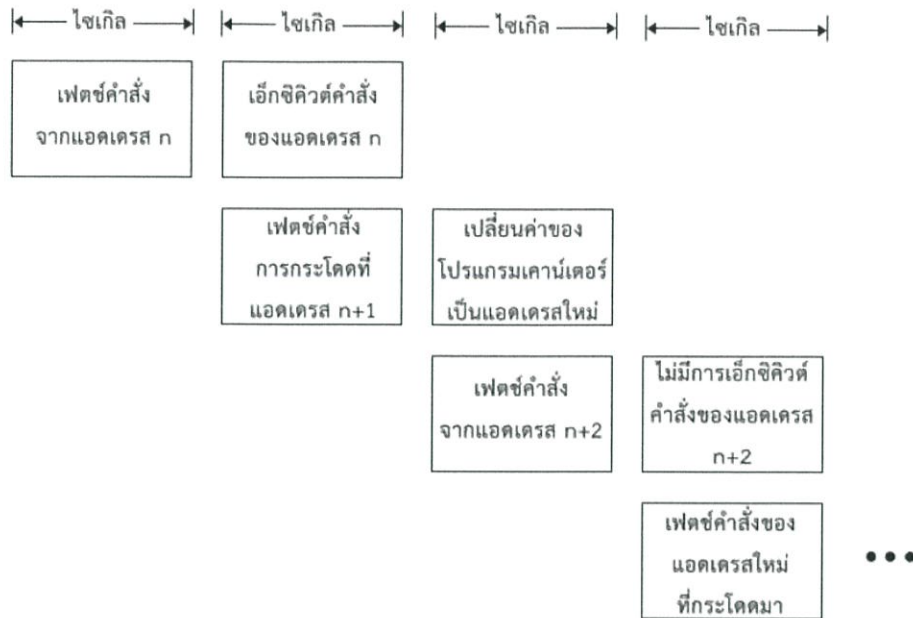 ไซเกิล ไซเกิล ไซเกิล ไซเกิล
เฟตช์คำสั่ง
จากแอดเดรส n
เอ็กซิคิวต์คำสั่ง
ของแอดเดรส n
เฟตช์คำสั่ง
การกระโดดที่
แอดเดรส n+1
เปลี่ยนค่าของ
โปรแกรมเคาน์เตอร์
เป็นแอดเดรสใหม่
เฟตช์คำสั่ง
จากแอดเดรส n+2
ไม่มีการเอ็กซิคิวต์
คำสั่งของแอดเดรส
n+2
เฟตช์คำสั่งของ
แอดเดรสใหม่
ที่กระโดดมา